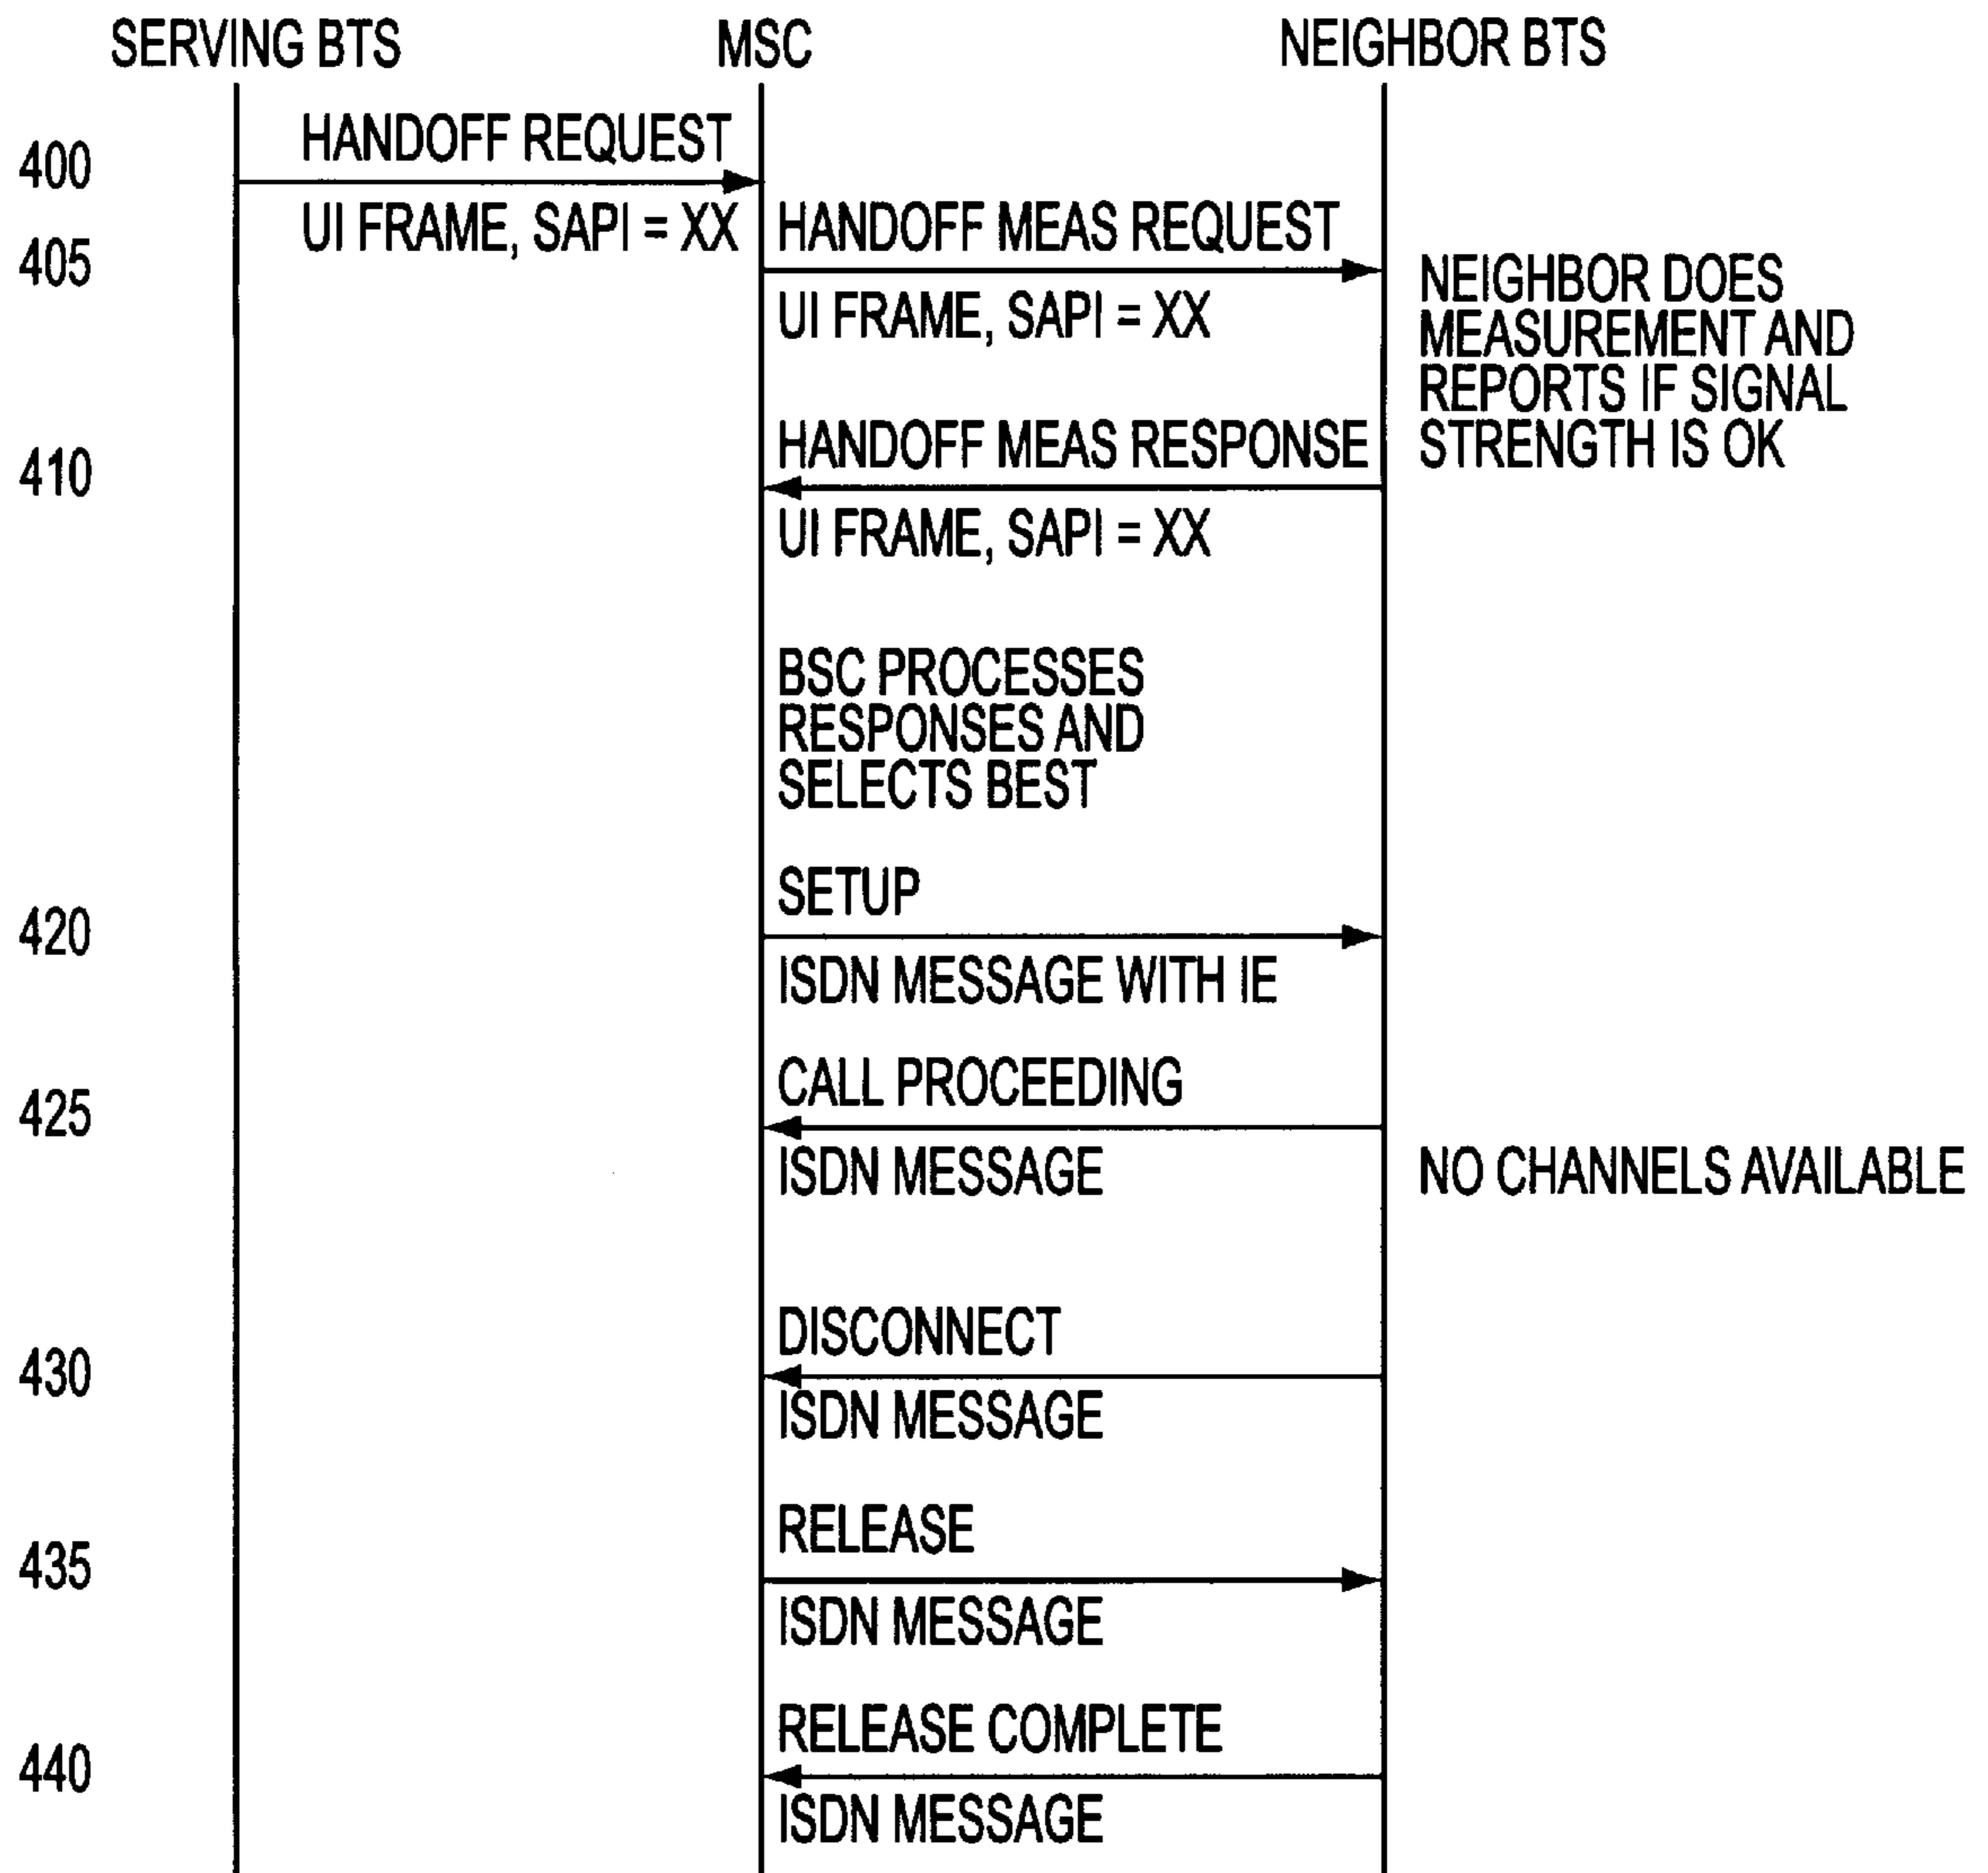 SERVING BTS MSC NEIGHBOR BTS
400
HANDOFF REQUEST
UI FRAME, SAPI = XX
405
HANDOFF MEAS REQUEST
UI FRAME, SAPI = XX
NEIGHBOR DOES
MEASUREMENT AND
REPORTS IF SIGNAL
STRENGTH IS OK
410
HANDOFF MEAS RESPONSE
UI FRAME, SAPI = XX
BSC PROCESSES
RESPONSES AND
SELECTS BEST
420
SETUP
ISDN MESSAGE WITH IE
425
CALL PROCEEDING
ISDN MESSAGE
NO CHANNELS AVAILABLE
430
DISCONNECT
ISDN MESSAGE
435
RELEASE
ISDN MESSAGE
440
RELEASE COMPLETE
ISDN MESSAGE